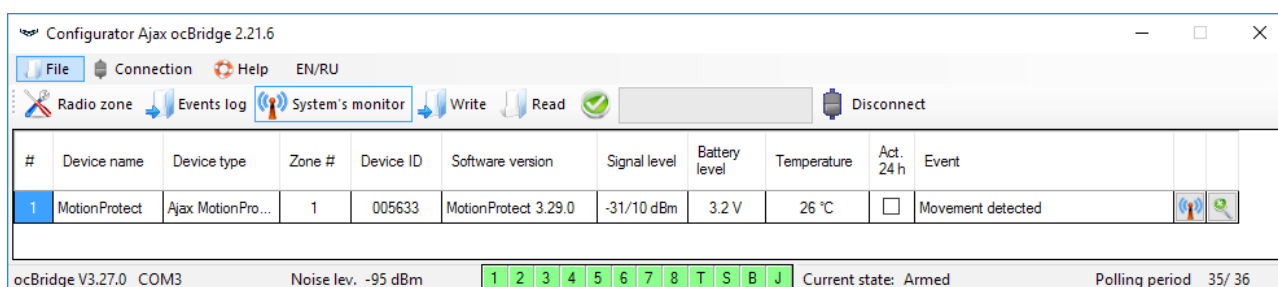 Configurator Ajax ocBridge 2.21.6
File Connection Help EN/RU
Radio zone Events log System's monitor Write Read Disconnect
# Device name Device type Zone # Device ID Software version Signal level Battery level Temperature Act. 24 h Event
1 MotionProtect Ajax MotionPro... 1 005633 MotionProtect 3.29.0 -31/10 dBm 3.2 V 26 °C Movement detected
ocBridge V3.27.0 COM3 Noise lev. -95 dBm 1 2 3 4 5 6 7 8 T S B J Current state: Armed Polling period 35/ 36